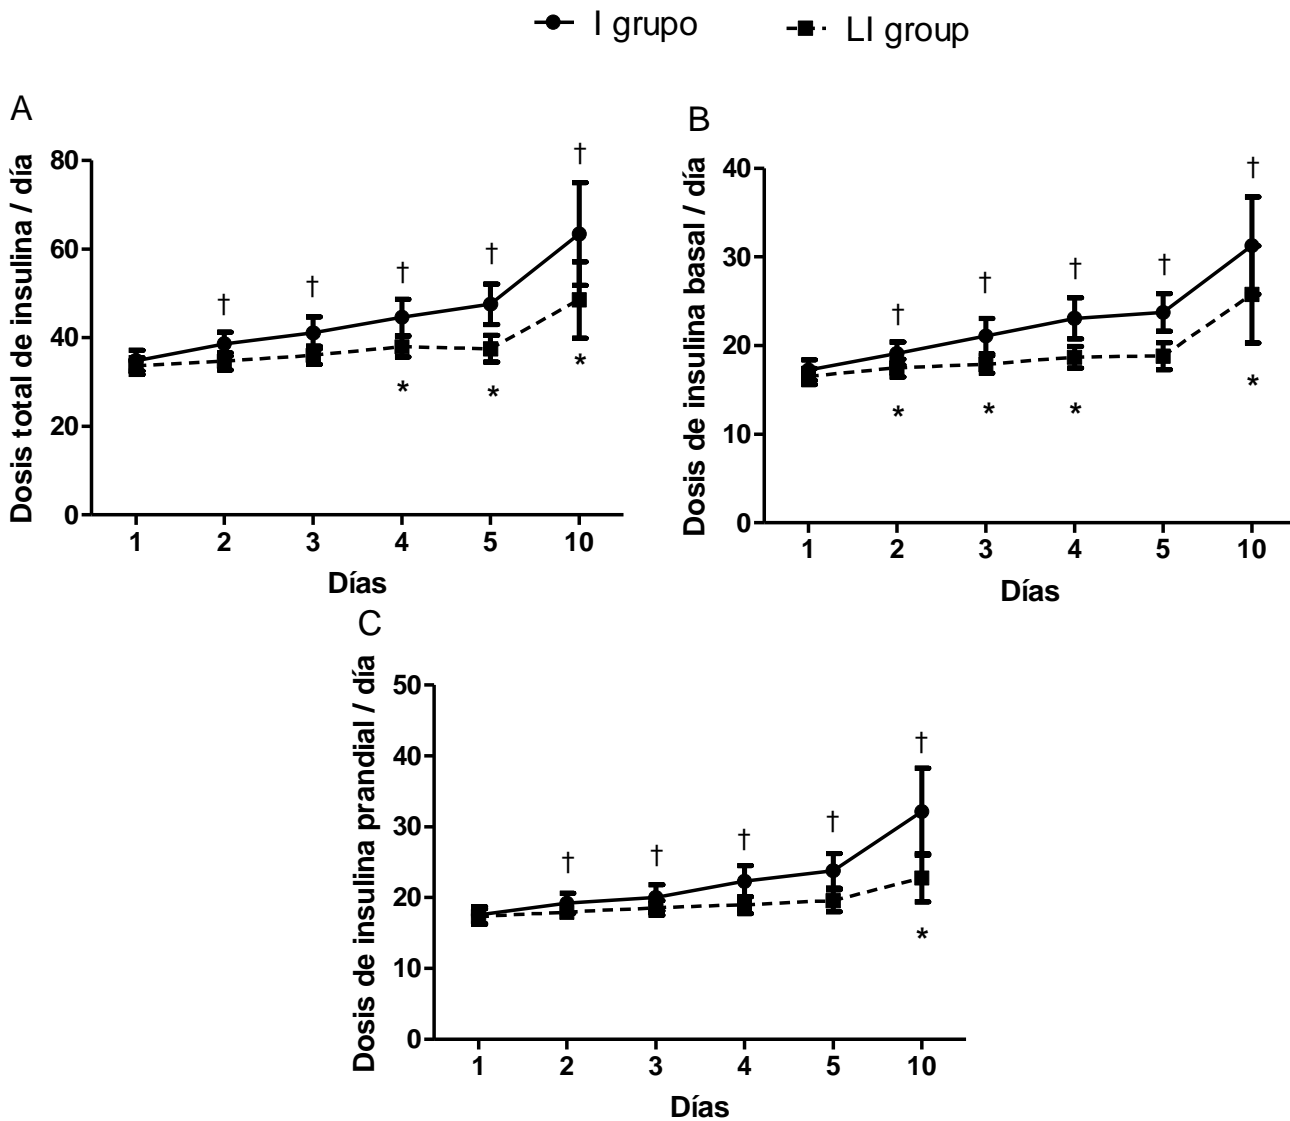 I grupo
LI group
A
Dosis total de insulina / día
80
60
40
20
0
† † † † †
* * *
1 2 3 4 5 10
Días
B
Dosis de insulina basal / día
40
30
20
10
0
† † † † †
* * * *
1 2 3 4 5 10
Días
C
Dosis de insulina prandial / día
50
40
30
20
10
0
† † † † †
*
1 2 3 4 5 10
Días